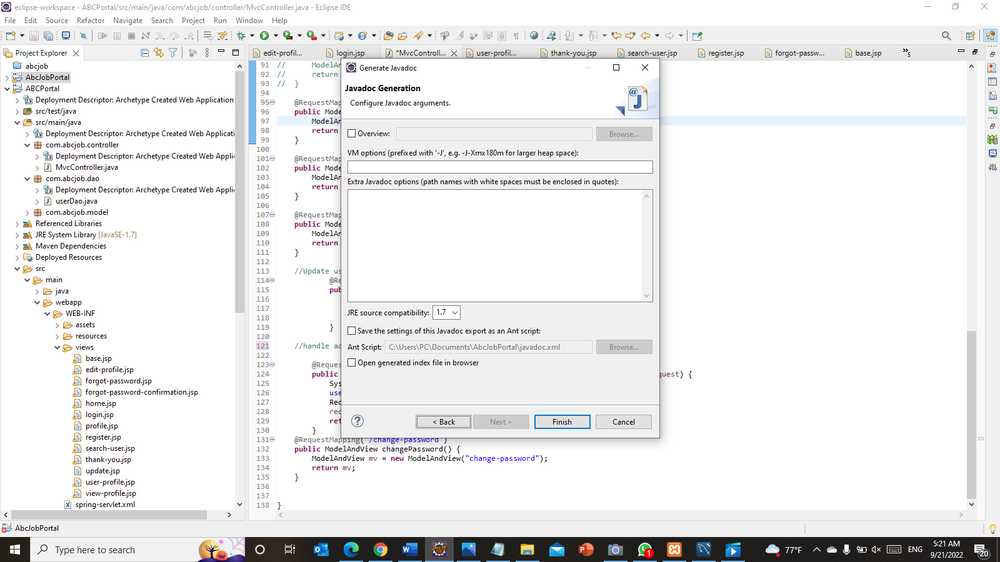 eclipse-workspace - ABCPortal/src/main/java/com/abcjob/controller/MvcController.java - Eclipse IDE
File Edit Source Refactor Navigate Search Project Run Window Help
Project Explorer
edit-profil...
login.jsp
*MvcControll...
user-profil...
thank-you.jsp
search-user.jsp
register.jsp
forgot-passw...
base.jsp
5
abcjob
AbcJobPortal
ABCPortal
Deployment Descriptor: Archetype Created Web Application
src/test/java
src/main/java
Deployment Descriptor: Archetype Created Web Applicati
com.abcjob.controller
Deployment Descriptor: Archetype Created Web Appli
MvcController.java
com.abcjob.dao
Deployment Descriptor: Archetype Created Web Appli
userDao.java
com.abcjob.model
Referenced Libraries
JRE System Library [JavaSE-1.7]
Maven Dependencies
Deployed Resources
src
main
java
webapp
WEB-INF
assets
resources
views
base.jsp
edit-profile.jsp
forgot-password.jsp
forgot-password-confirmation.jsp
home.jsp
login.jsp
profile.jsp
register.jsp
search-user.jsp
thank-you.jsp
update.jsp
user-profile.jsp
view-profile.jsp
spring-servlet.xml
91 // ModelAn
92 // return
93 // }
94
95 @RequestMap
96 public Mode
97 ModelAn
98 return
99 }
100
101 @RequestMap
102 public Mode
103 ModelAn
104 return
105 }
106
107 @RequestMap
108 public Mode
109 ModelAn
110 return
111 }
112
113 //Update us
114 @Re
115 pub
116
117
118
119 }
120
121 //handle ad
122
123 @Reques
124 public quest) {
125 Sys
126 use
127 Red
128 red
129 ret
130 }
131 @RequestMapping("/change-password")
132 public ModelAndView changePassword() {
133 ModelAndView mv = new ModelAndView("change-password");
134 return mv;
135 }
136
137
138 }
Generate Javadoc
Javadoc Generation
Configure Javadoc arguments.
Overview:
Browse...
VM options (prefixed with '-J', e.g. -J-Xmx180m for larger heap space):
Extra Javadoc options (path names with white spaces must be enclosed in quotes):
JRE source compatibility: 1.7
Save the settings of this Javadoc export as an Ant script:
Ant Script: C:\Users\PC\Documents\AbcJobPortal\javadoc.xml Browse...
Open generated index file in browser
< Back Next > Finish Cancel
AbcJobPortal
Type here to search
77°F
ENG
5:21 AM
9/21/2022
20
1